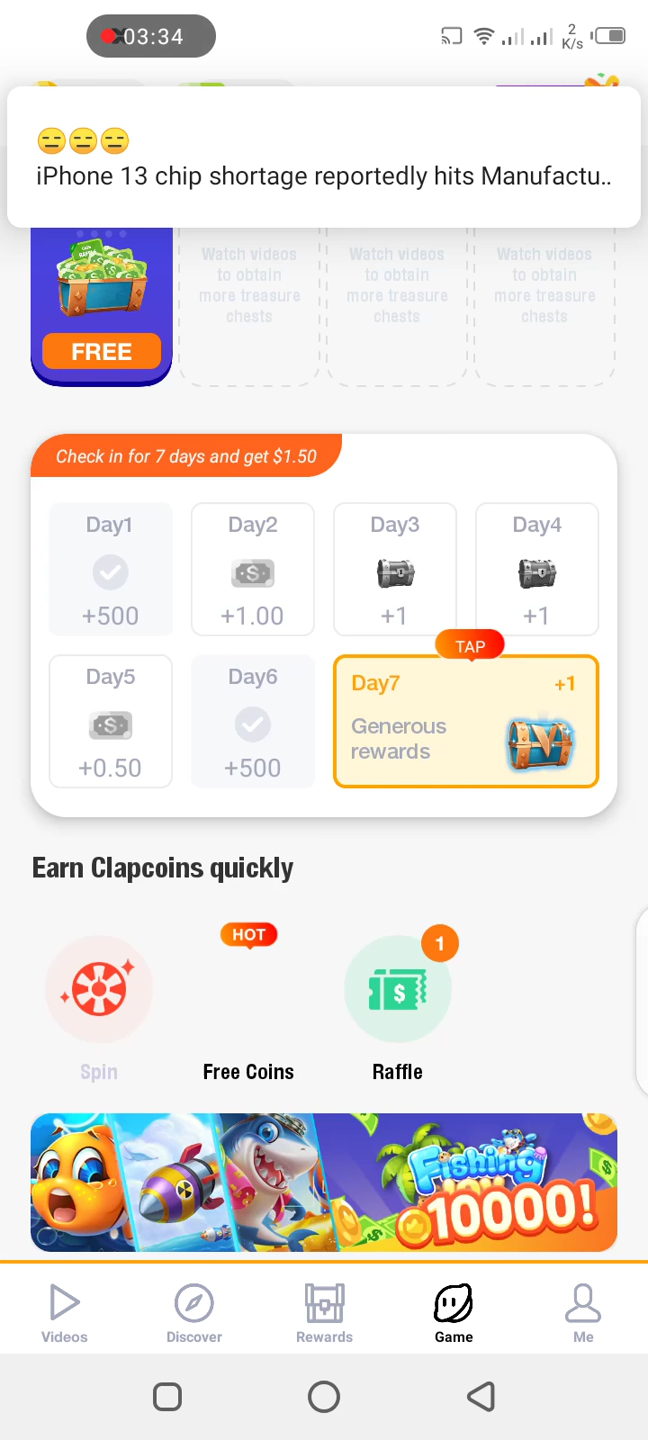 03:34
2
K/s
😑😑😑
iPhone 13 chip shortage reportedly hits Manufactu..
Watch videos
to obtain
more treasure
chests
Watch videos
to obtain
more treasure
chests
Watch videos
to obtain
more treasure
chests
FREE
Check in for 7 days and get $1.50
Day1
+500
Day2
+1.00
Day3
+1
Day4
+1
TAP
Day5
+0.50
Day6
+500
Day7 +1
Generous
rewards
Earn Clapcoins quickly
HOT
1
Spin
Free Coins
Raffle
Fishing
10000!
Videos
Discover
Rewards
Game
Me